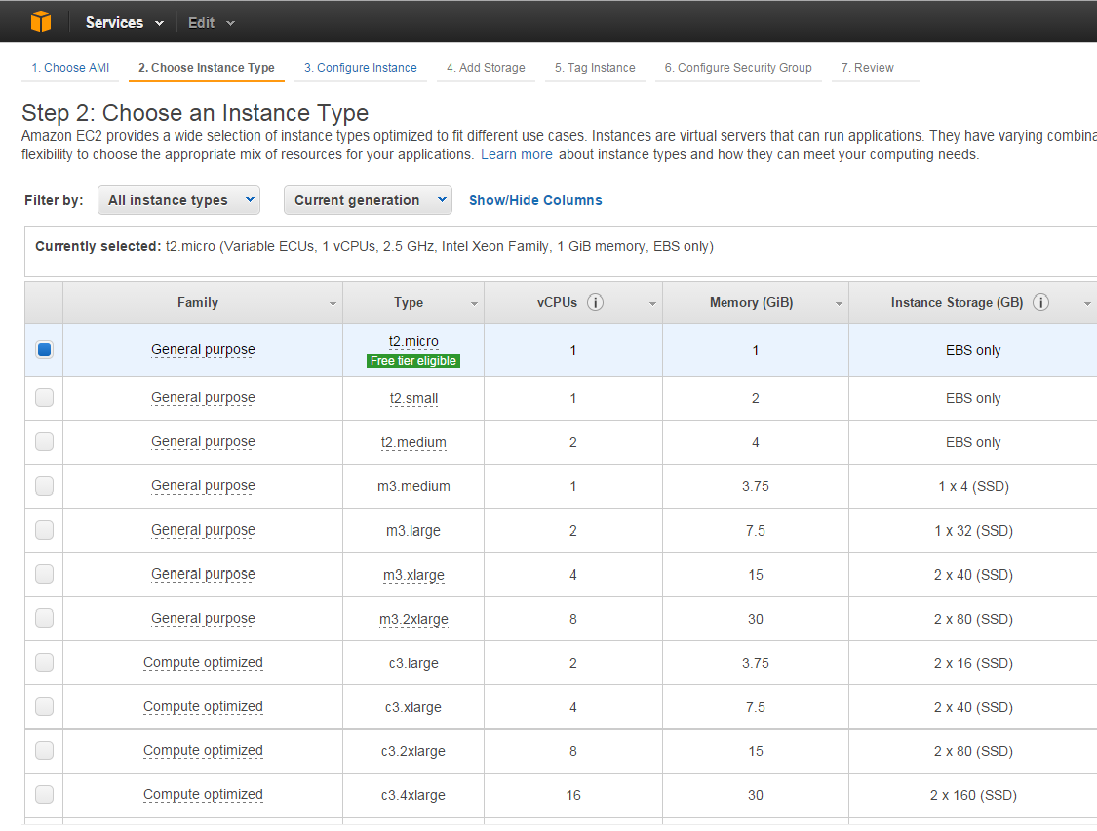 Services Edit
1. Choose AMI 2. Choose Instance Type 3. Configure Instance 4. Add Storage 5. Tag Instance 6. Configure Security Group 7. Review
Step 2: Choose an Instance Type
Amazon EC2 provides a wide selection of instance types optimized to fit different use cases. Instances are virtual servers that can run applications. They have varying combina
flexibility to choose the appropriate mix of resources for your applications. Learn more about instance types and how they can meet your computing needs.
Filter by: All instance types Current generation Show/Hide Columns
Currently selected: t2.micro (Variable ECUs, 1 vCPUs, 2.5 GHz, Intel Xeon Family, 1 GiB memory, EBS only)
Family Type vCPUs i Memory (GiB) Instance Storage (GB) i
General purpose t2.micro 1 1 EBS only
Free tier eligible
General purpose t2.small 1 2 EBS only
General purpose t2.medium 2 4 EBS only
General purpose m3.medium 1 3.75 1 x 4 (SSD)
General purpose m3.large 2 7.5 1 x 32 (SSD)
General purpose m3.xlarge 4 15 2 x 40 (SSD)
General purpose m3.2xlarge 8 30 2 x 80 (SSD)
Compute optimized c3.large 2 3.75 2 x 16 (SSD)
Compute optimized c3.xlarge 4 7.5 2 x 40 (SSD)
Compute optimized c3.2xlarge 8 15 2 x 80 (SSD)
Compute optimized c3.4xlarge 16 30 2 x 160 (SSD)